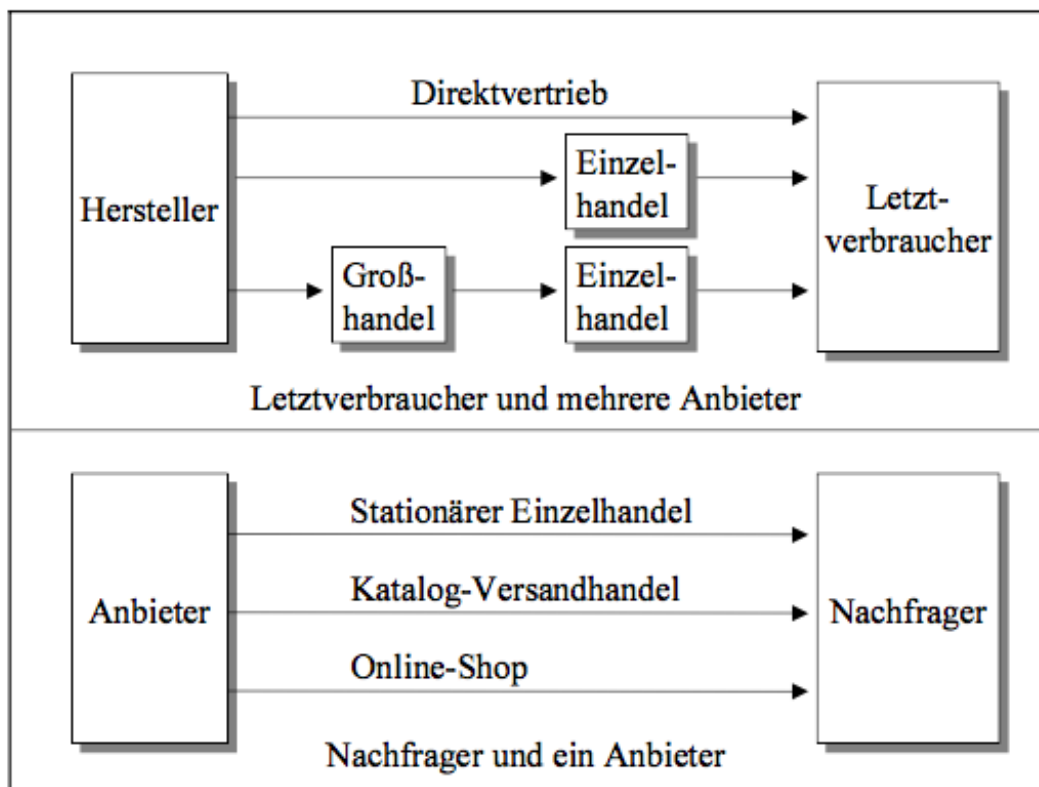 Direktvertrieb
Hersteller
Einzel-
handel
Letzt-
verbraucher
Groß-
handel
Einzel-
handel
Letztverbraucher und mehrere Anbieter
Stationärer Einzelhandel
Anbieter
Katalog-Versandhandel
Nachfrager
Online-Shop
Nachfrager und ein Anbieter